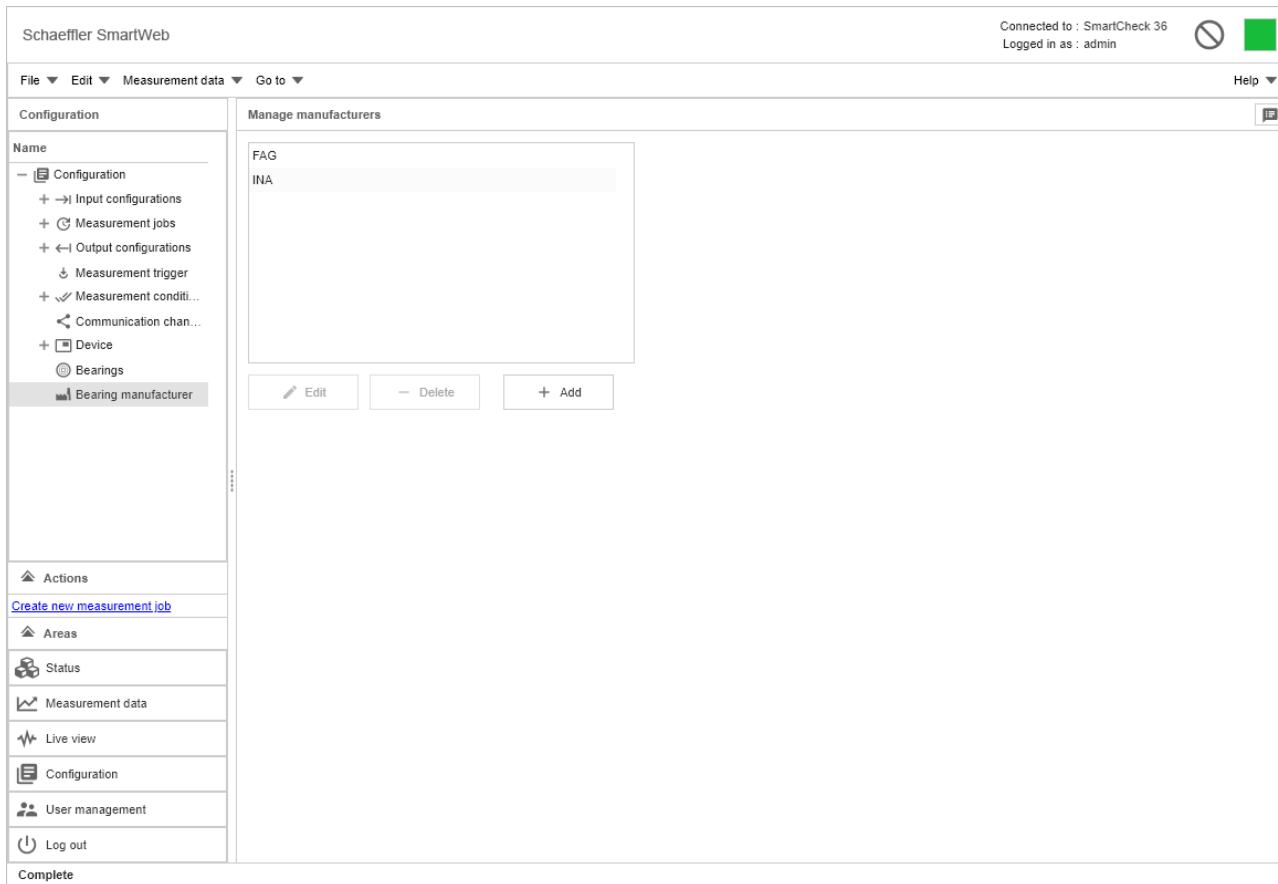 Schaeffler SmartWeb
Connected to : SmartCheck 36
Logged in as : admin
File Edit Measurement data Go to Help
Configuration
Manage manufacturers
Name
Configuration
Input configurations
Measurement jobs
Output configurations
Measurement trigger
Measurement conditi...
Communication chan...
Device
Bearings
Bearing manufacturer
FAG
INA
Edit Delete Add
Actions
Create new measurement job
Areas
Status
Measurement data
Live view
Configuration
User management
Log out
Complete